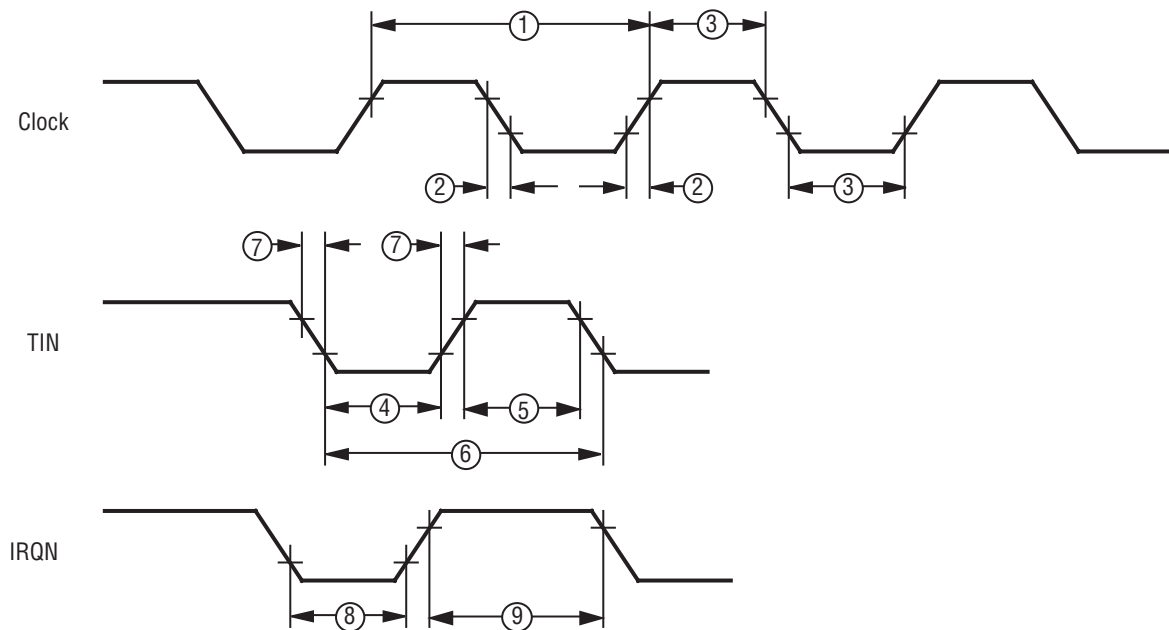 ① ③
Clock
② ② ③
⑦ ⑦
TIN
④ ⑤
⑥
IRQN
⑧ ⑨